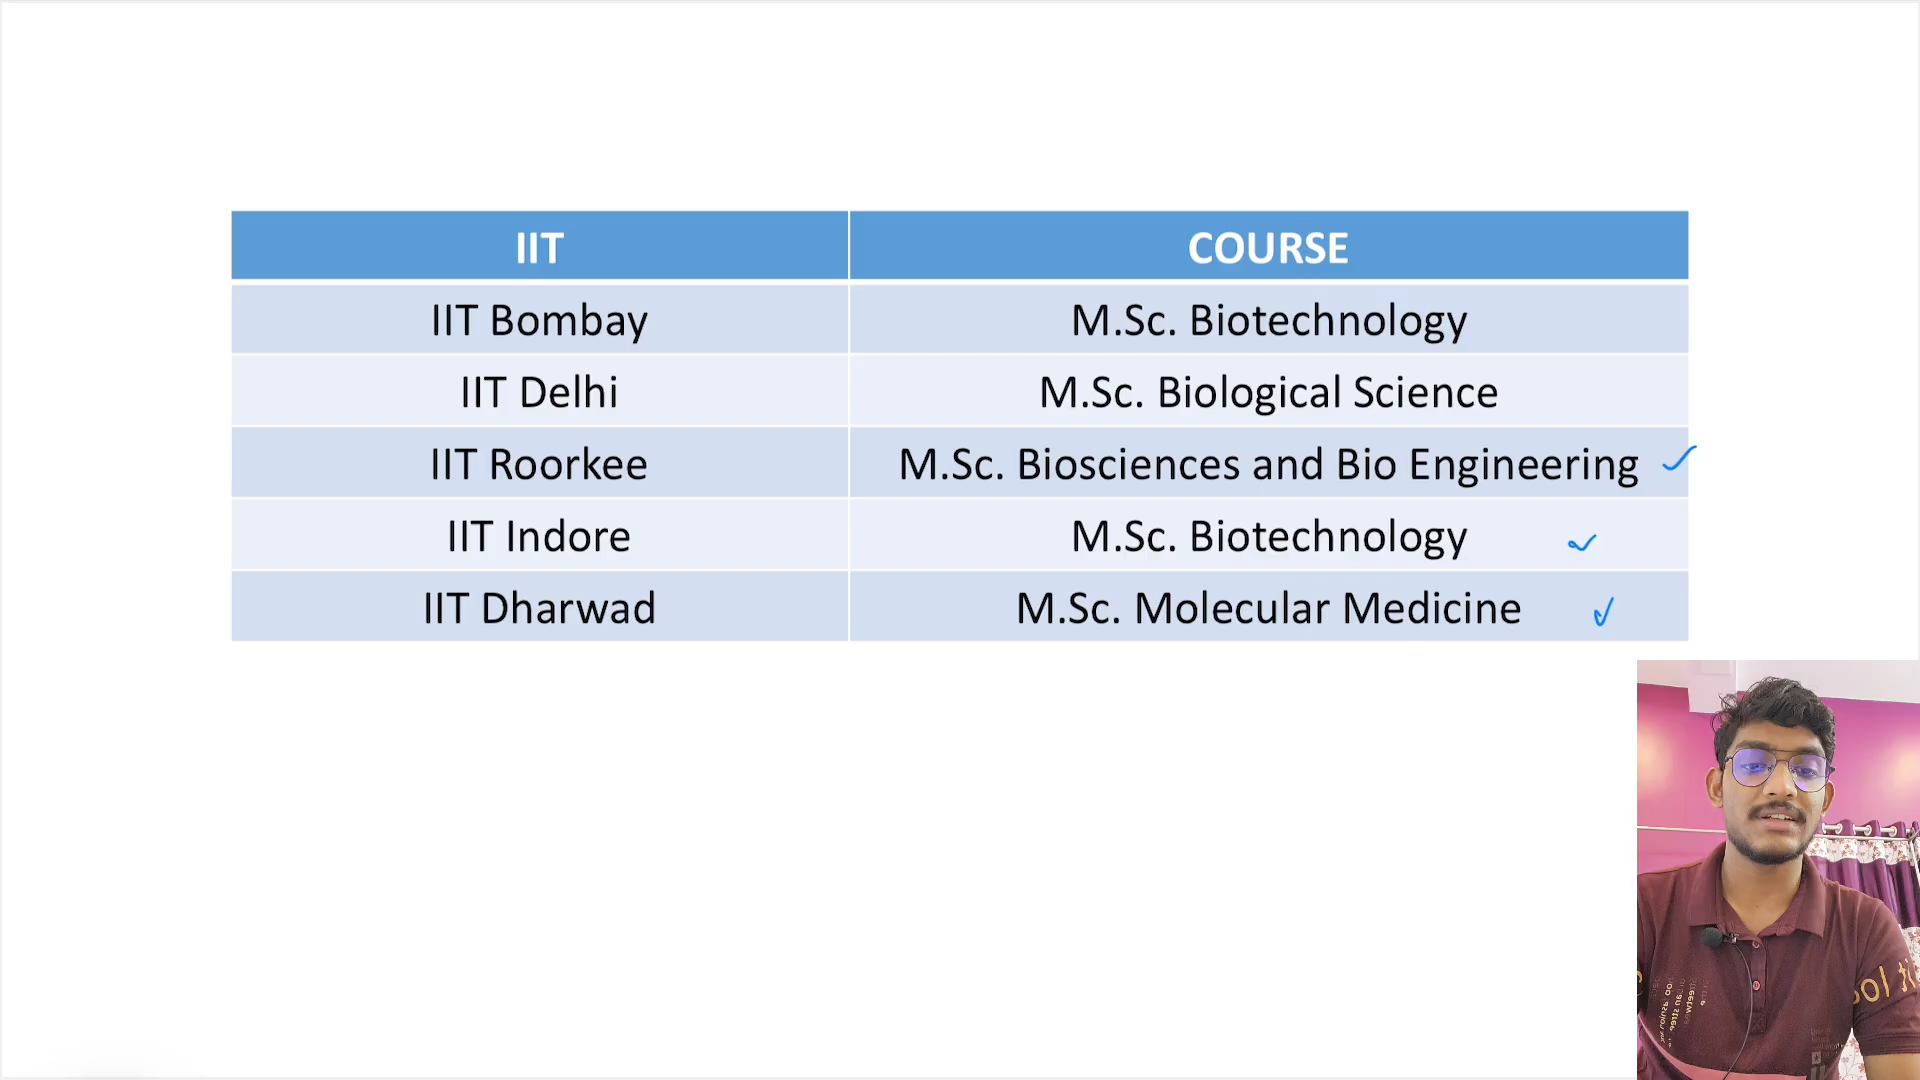 IIT COURSE
IIT Bombay M.Sc. Biotechnology
IIT Delhi M.Sc. Biological Science
IIT Roorkee M.Sc. Biosciences and Bio Engineering
IIT Indore M.Sc. Biotechnology
IIT Dharwad M.Sc. Molecular Medicine